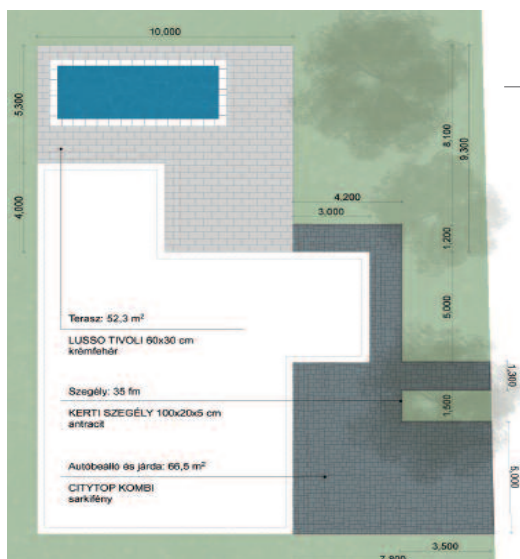 10,000
5,300
4,000
8,100
9,300
4,200
3,000
1,200
5,000
1,300
1,500
5,000
Terasz: 52,3 m²
LUSSO TIVOLI 60x30 cm
krémfehér
Szegély: 35 fm
KERTI SZEGÉLY 100x20x5 cm
antracit
Autóbeálló és járda: 66,5 m²
CITYTOP KOMBI
sarkifény
3,500